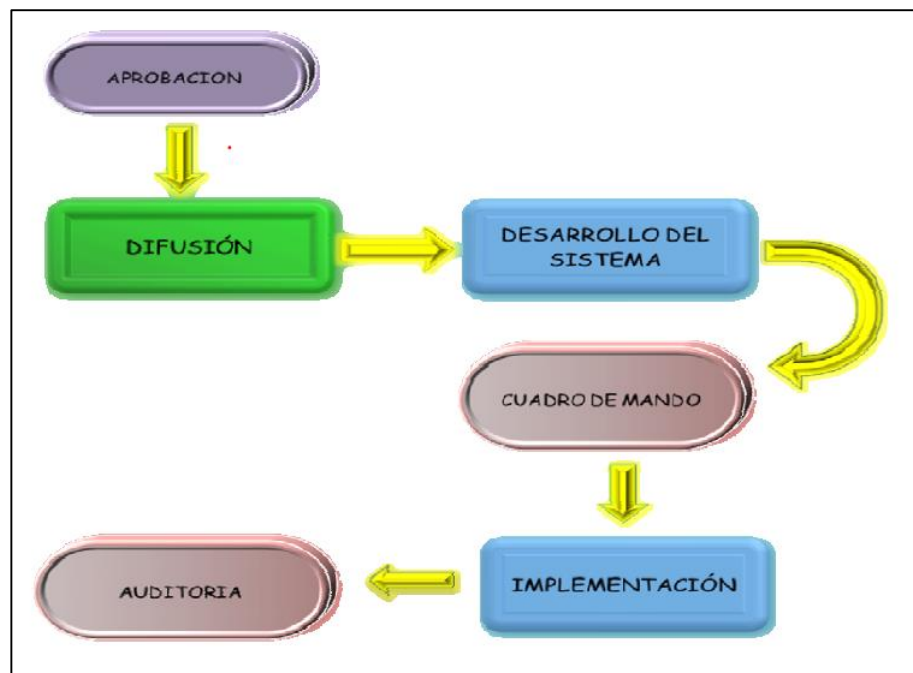 APROBACION
DIFUSIÓN
DESARROLLO DEL
SISTEMA
CUADRO DE MANDO
IMPLEMENTACIÓN
AUDITORIA